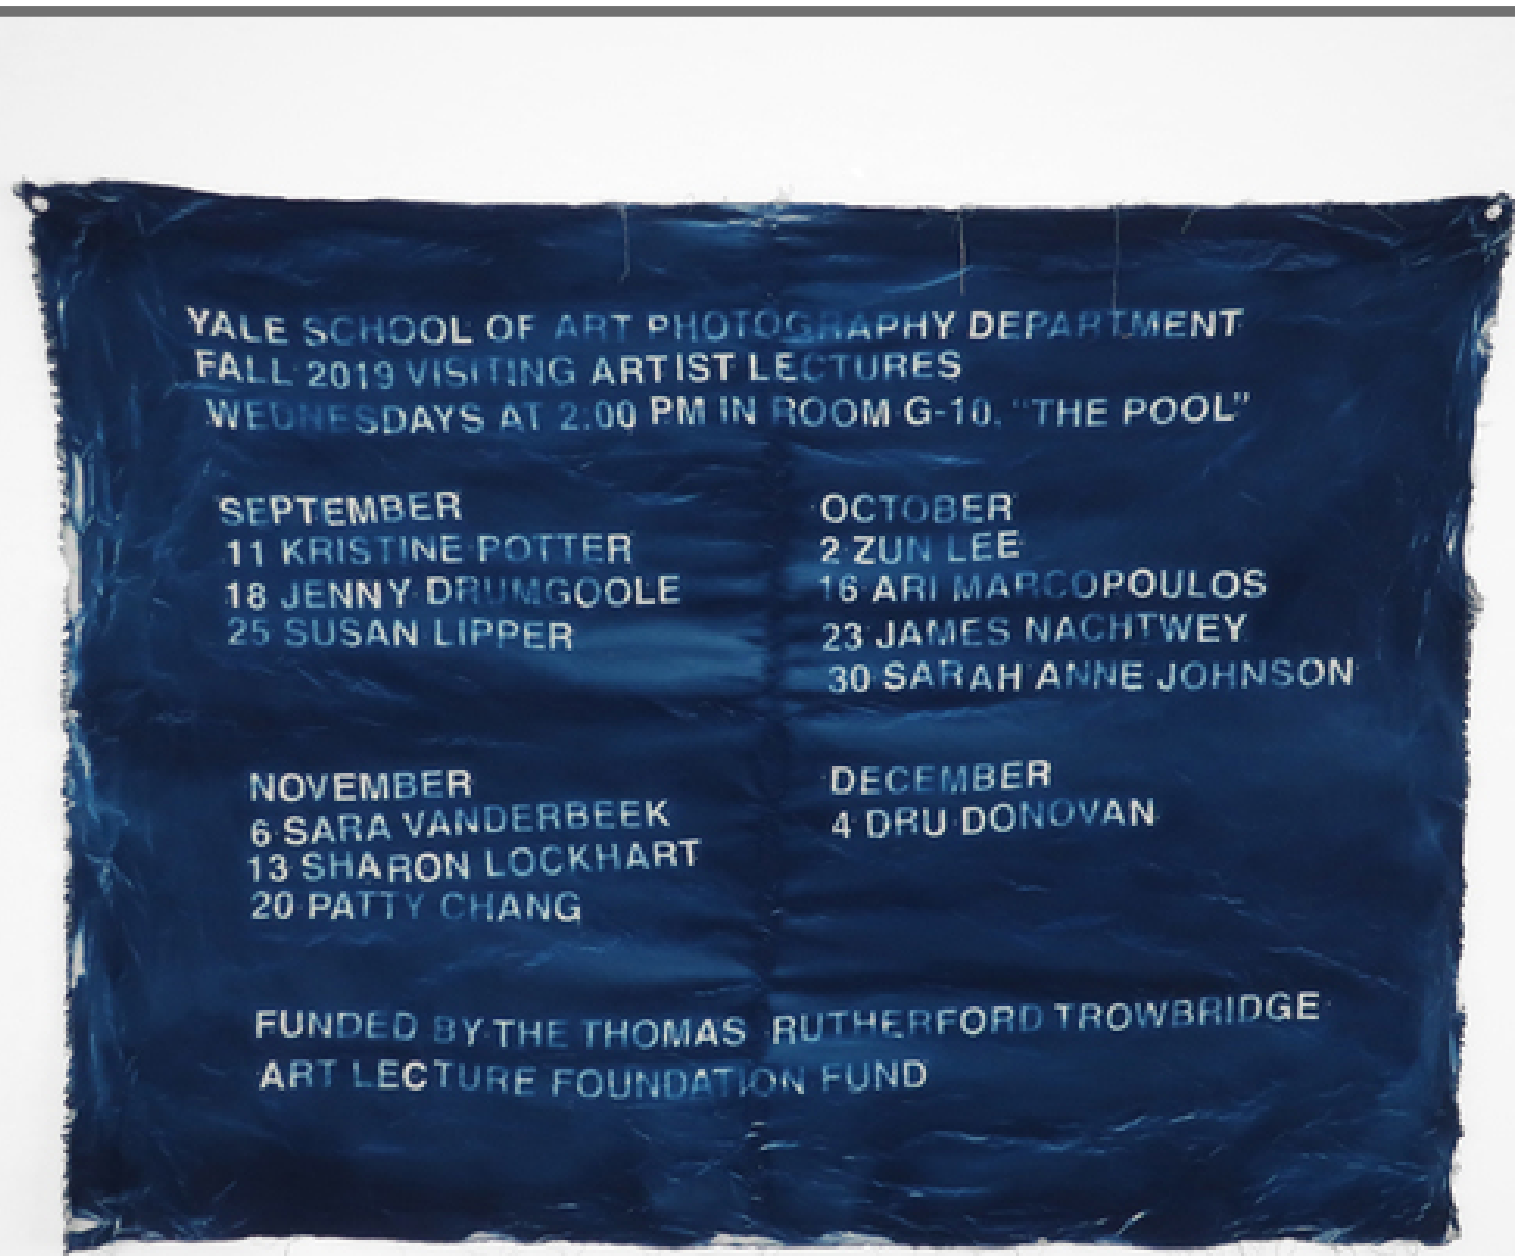 YALE SCHOOL OF ART PHOTOGRAPHY DEPARTMENT
FALL 2019 VISITING ARTIST LECTURES
WEDNESDAYS AT 2:00 PM IN ROOM G-10, "THE POOL"
SEPTEMBER
11 KRISTINE POTTER
18 JENNY DRUMGOOLE
25 SUSAN LIPPER
OCTOBER
2 ZUN LEE
16 ARI MARCOPOULOS
23 JAMES NACHTWEY
30 SARAH ANNE JOHNSON
NOVEMBER
6 SARA VANDERBEEK
13 SHARON LOCKHART
20 PATTY CHANG
DECEMBER
4 DRU DONOVAN
FUNDED BY THE THOMAS RUTHERFORD TROWBRIDGE
ART LECTURE FOUNDATION FUND